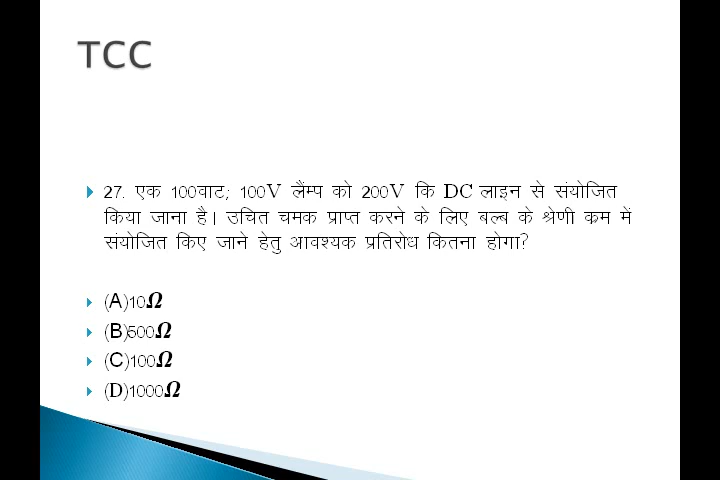 TCC
27. एक 100वाट; 100V लैंम्प को 200V कि DC लाइन से संयोजित
किया जाना है। उचित चमक प्राप्त करने के लिए बल्ब के श्रेणी क्रम में
संयोजित किए जाने हेतु आवश्यक प्रतिरोध कितना होगा?
(A)10Ω
(B)500Ω
(C)100Ω
(D)1000Ω